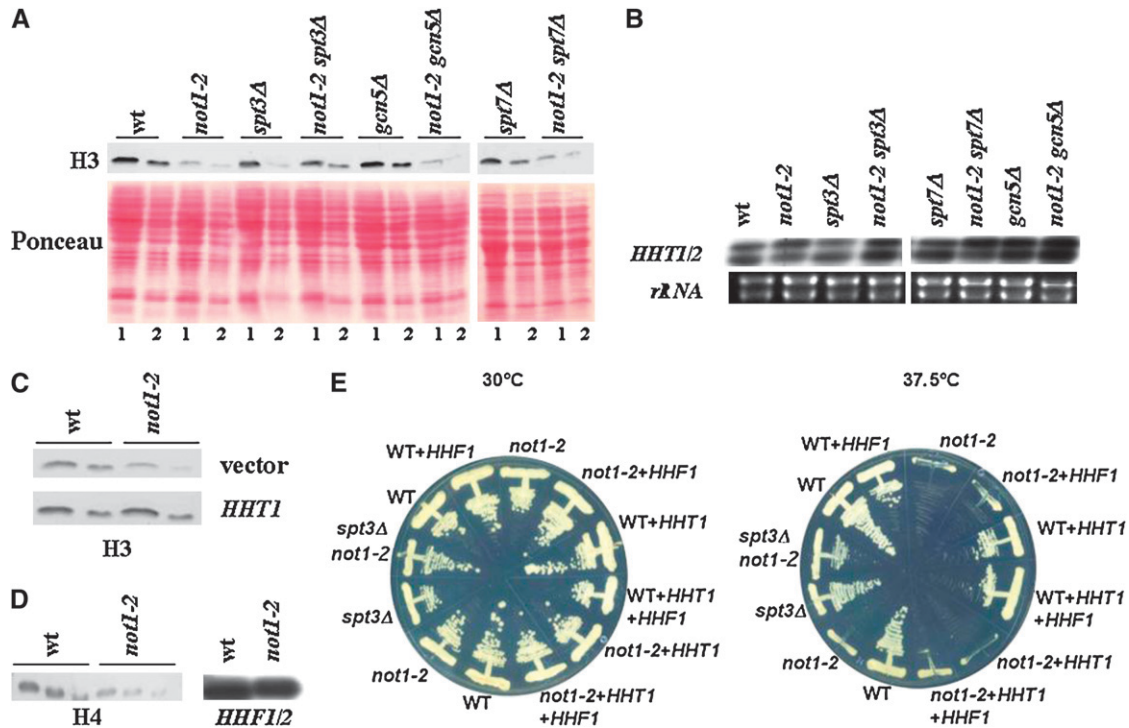 A
wt
not1-2
spt3Δ
not1-2 spt3Δ
gcn5Δ
not1-2 gcn5Δ
spt7Δ
not1-2 spt7Δ
H3
Ponceau
1 2 1 2 1 2 1 2 1 2 1 2 1 2 1 2
B
wt
not1-2
spt3Δ
not1-2 spt3Δ
spt7Δ
not1-2 spt7Δ
gcn5Δ
not1-2 gcn5Δ
HHT1/2
rRNA
C
wt
not1-2
vector
HHT1
H3
D
wt
not1-2
H4
wt
not1-2
HHF1/2
E
30°C
WT+HHF1
not1-2
not1-2+HHF1
WT
WT+HHT1
spt3Δ
not1-2
WT+HHT1
+HHF1
spt3Δ
not1-2+HHT1
not1-2
WT
not1-2+HHT1
+HHF1
37.5°C
WT+HHF1
not1-2
not1-2+HHF1
WT
WT+HHT1
spt3Δ
not1-2
WT+HHT1
+HHF1
spt3Δ
not1-2+HHT1
not1-2
WT
not1-2+HHT1
+HHF1